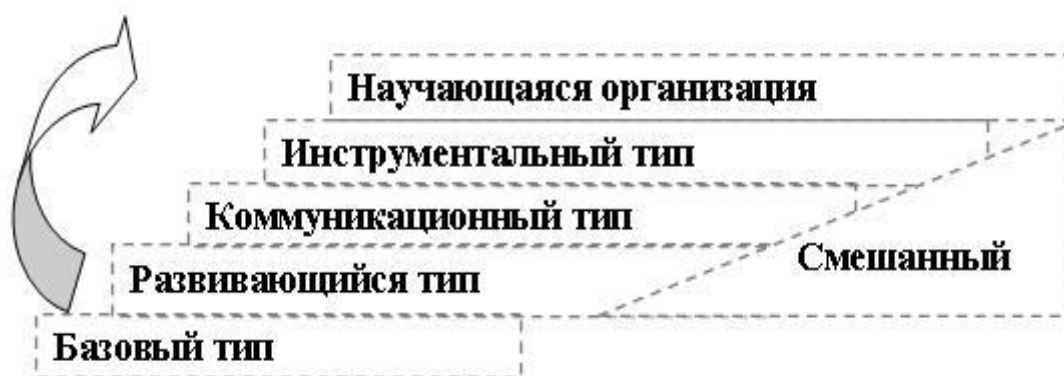 Научающаяся организация
Инструментальный тип
Коммуникационный тип
Смешанный
Развивающийся тип
Базовый тип